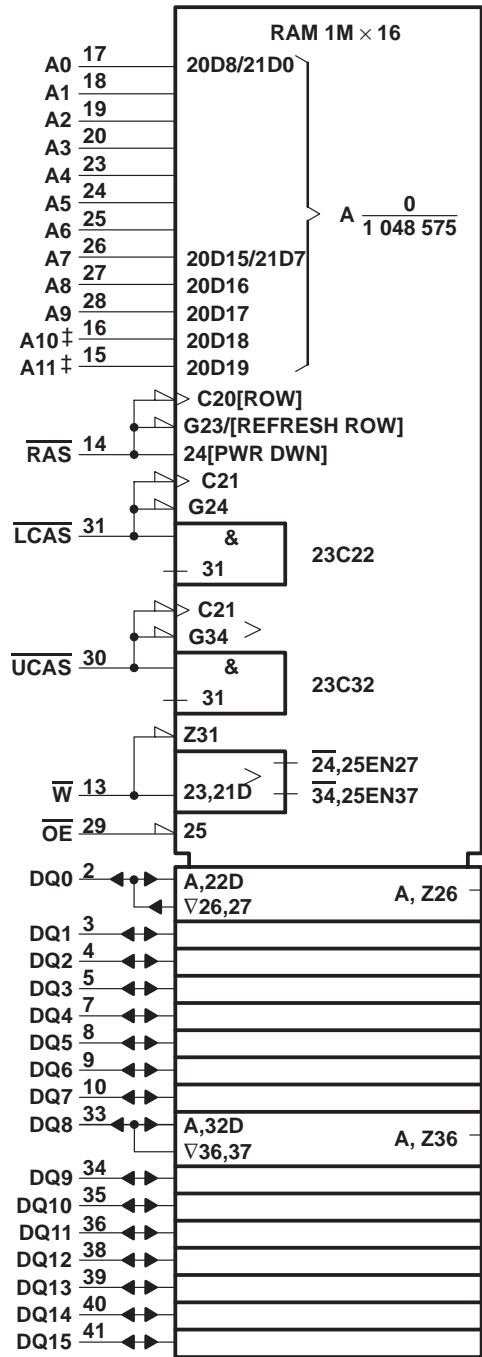 RAM 1M × 16
A0 17 20D8/21D0
A1 18
A2 19
A3 20
A4 23
A5 24
A6 25
A7 26 20D15/21D7
A8 27 20D16
A9 28 20D17
A10‡ 16 20D18
A11‡ 15 20D19
A 0
1 048 575
C20[ROW]
G23/[REFRESH ROW]
RAS 14 24[PWR DWN]
C21
G24
LCAS 31 &
31
23C22
C21
G34
UCAS 30 &
31
23C32
Z31
W 13 23,21D
24,25EN27
34,25EN37
OE 29 25
DQ0 2 A,22D
∇26,27
A, Z26
DQ1 3
DQ2 4
DQ3 5
DQ4 7
DQ5 8
DQ6 9
DQ7 10
DQ8 33 A,32D
∇36,37
A, Z36
DQ9 34
DQ10 35
DQ11 36
DQ12 38
DQ13 39
DQ14 40
DQ15 41